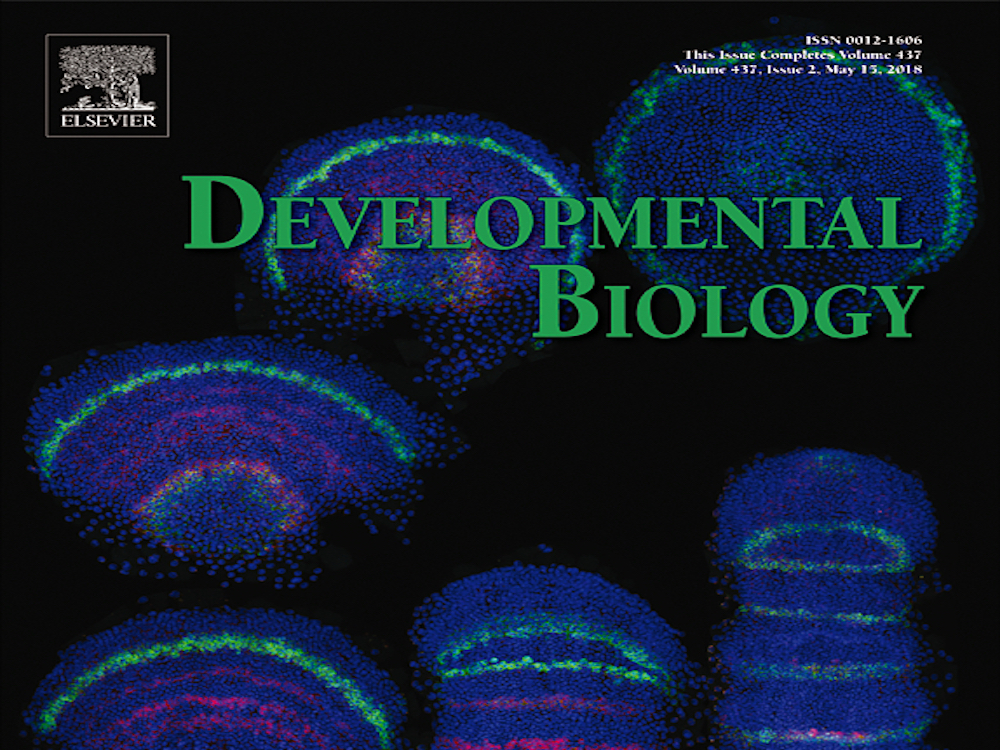 ELSEVIER
ISSN 0012-1606
This Issue Completes Volume 437
Volume 437, Issue 2, May 15, 2018
DEVELOPMENTAL
BIOLOGY